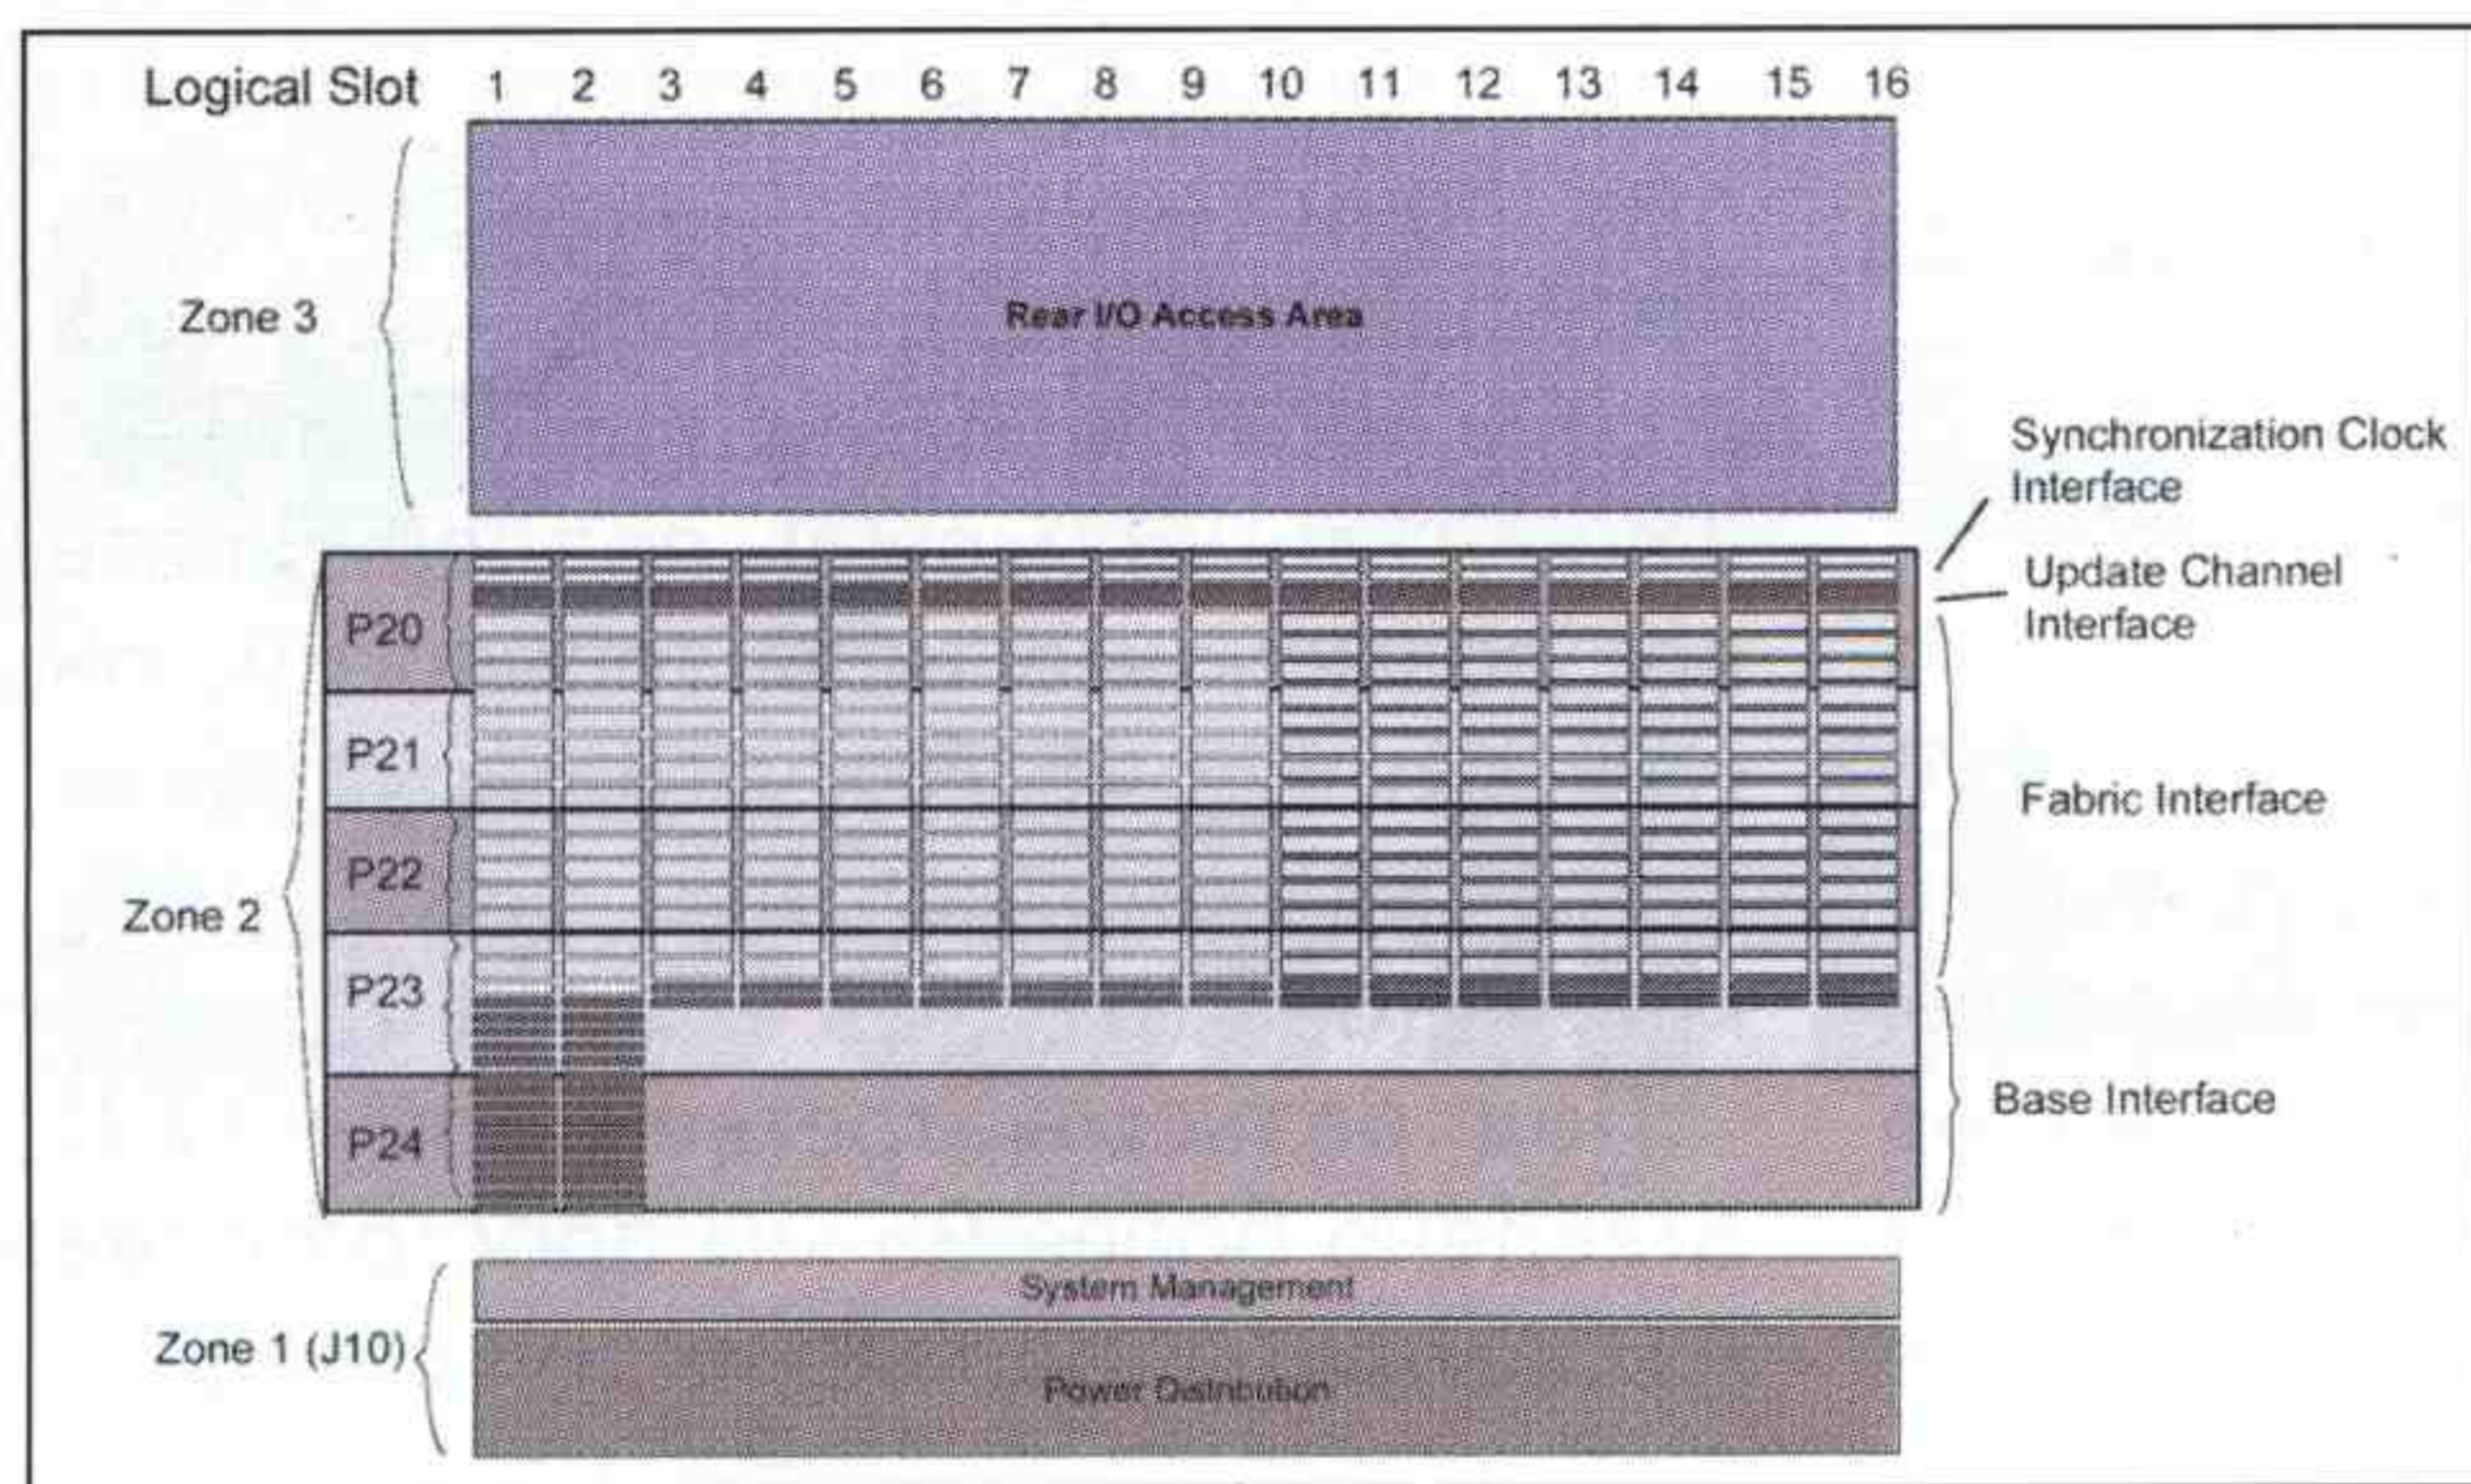 Logical Slot 1 2 3 4 5 6 7 8 9 10 11 12 13 14 15 16
Zone 3
Rear I/O Access Area
Synchronization Clock
Interface
Update Channel
Interface
P20
P21
Fabric Interface
P22
Zone 2
P23
Base Interface
P24
System Management
Zone 1 (J10)
Power Distribution